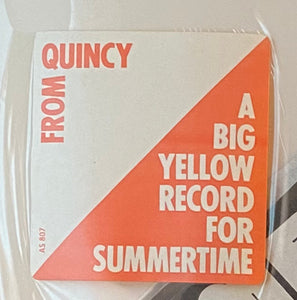 FROM QUINCY
A
BIG
YELLOW
RECORD
FOR
SUMMERTIME
AS 807